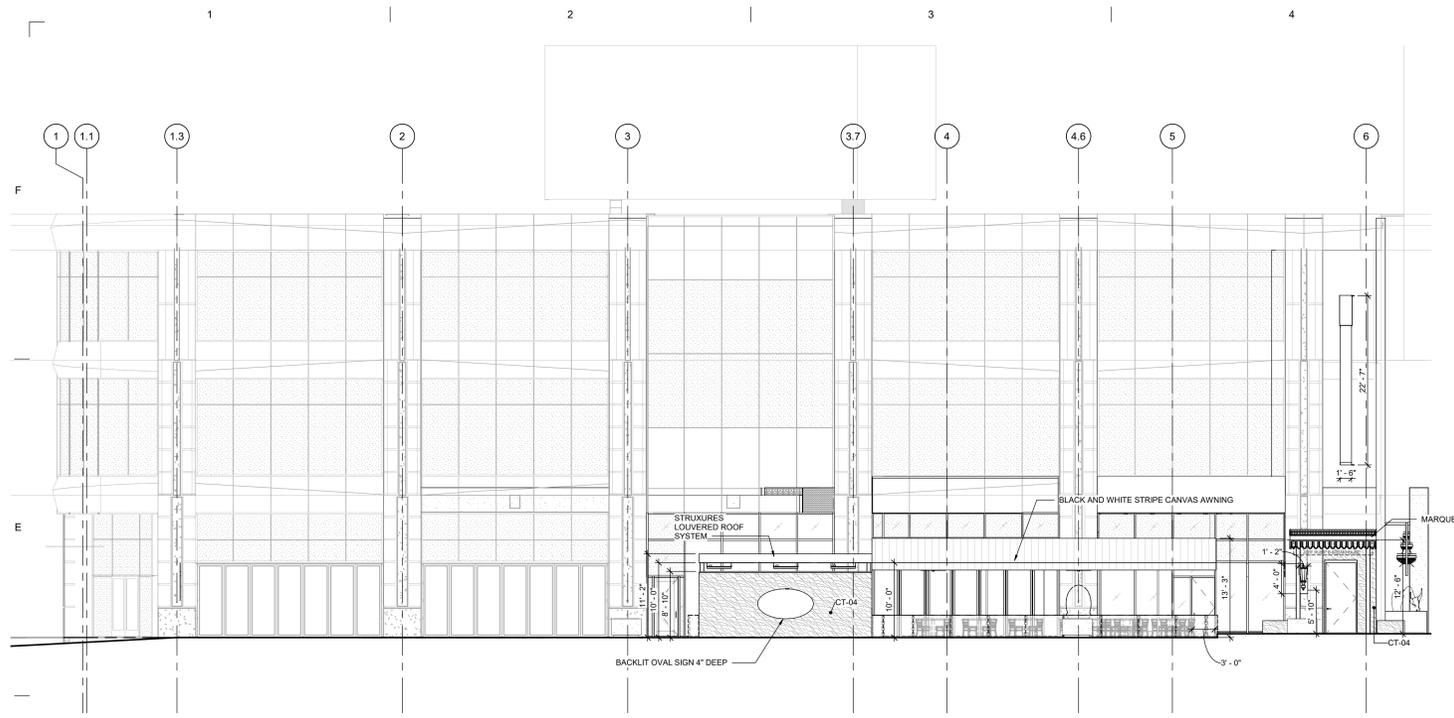 1 2 3 4
1 1.1 1.3 2 3 3.7 4 4.6 5 6
F
22' - 7"
1' - 6"
BLACK AND WHITE STRIPE CANVAS AWNING
STRUXURES
LOUVERED ROOF
SYSTEM
MARQUE
E
1' - 2"
4' - 0"
11' - 2"
10' - 0"
8' - 10"
10' - 0"
13' - 3"
12' - 6"
5' - 10"
CT-04
CT-04
BACKLIT OVAL SIGN 4" DEEP
3' - 0"